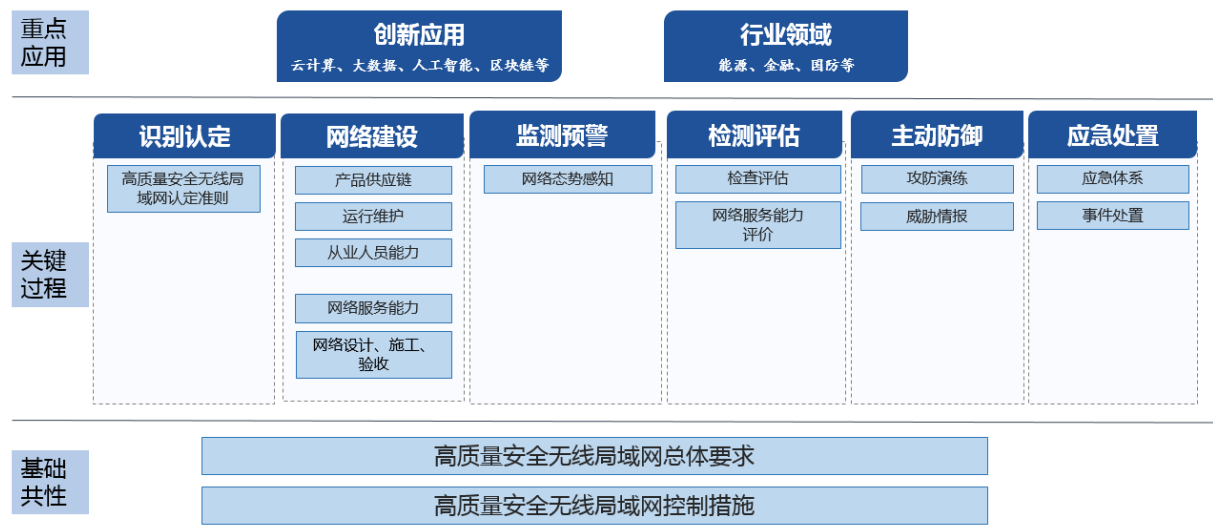 重点
应用
创新应用
云计算、大数据、人工智能、区块链等
行业领域
能源、金融、国防等
关键
过程
识别认定
高质量安全无线局
域网认定准则
网络建设
产品供应链
运行维护
从业人员能力
网络服务能力
网络设计、施工、
验收
监测预警
网络态势感知
检测评估
检查评估
网络服务能力
评价
主动防御
攻防演练
威胁情报
应急处置
应急体系
事件处置
基础
共性
高质量安全无线局域网总体要求
高质量安全无线局域网控制措施